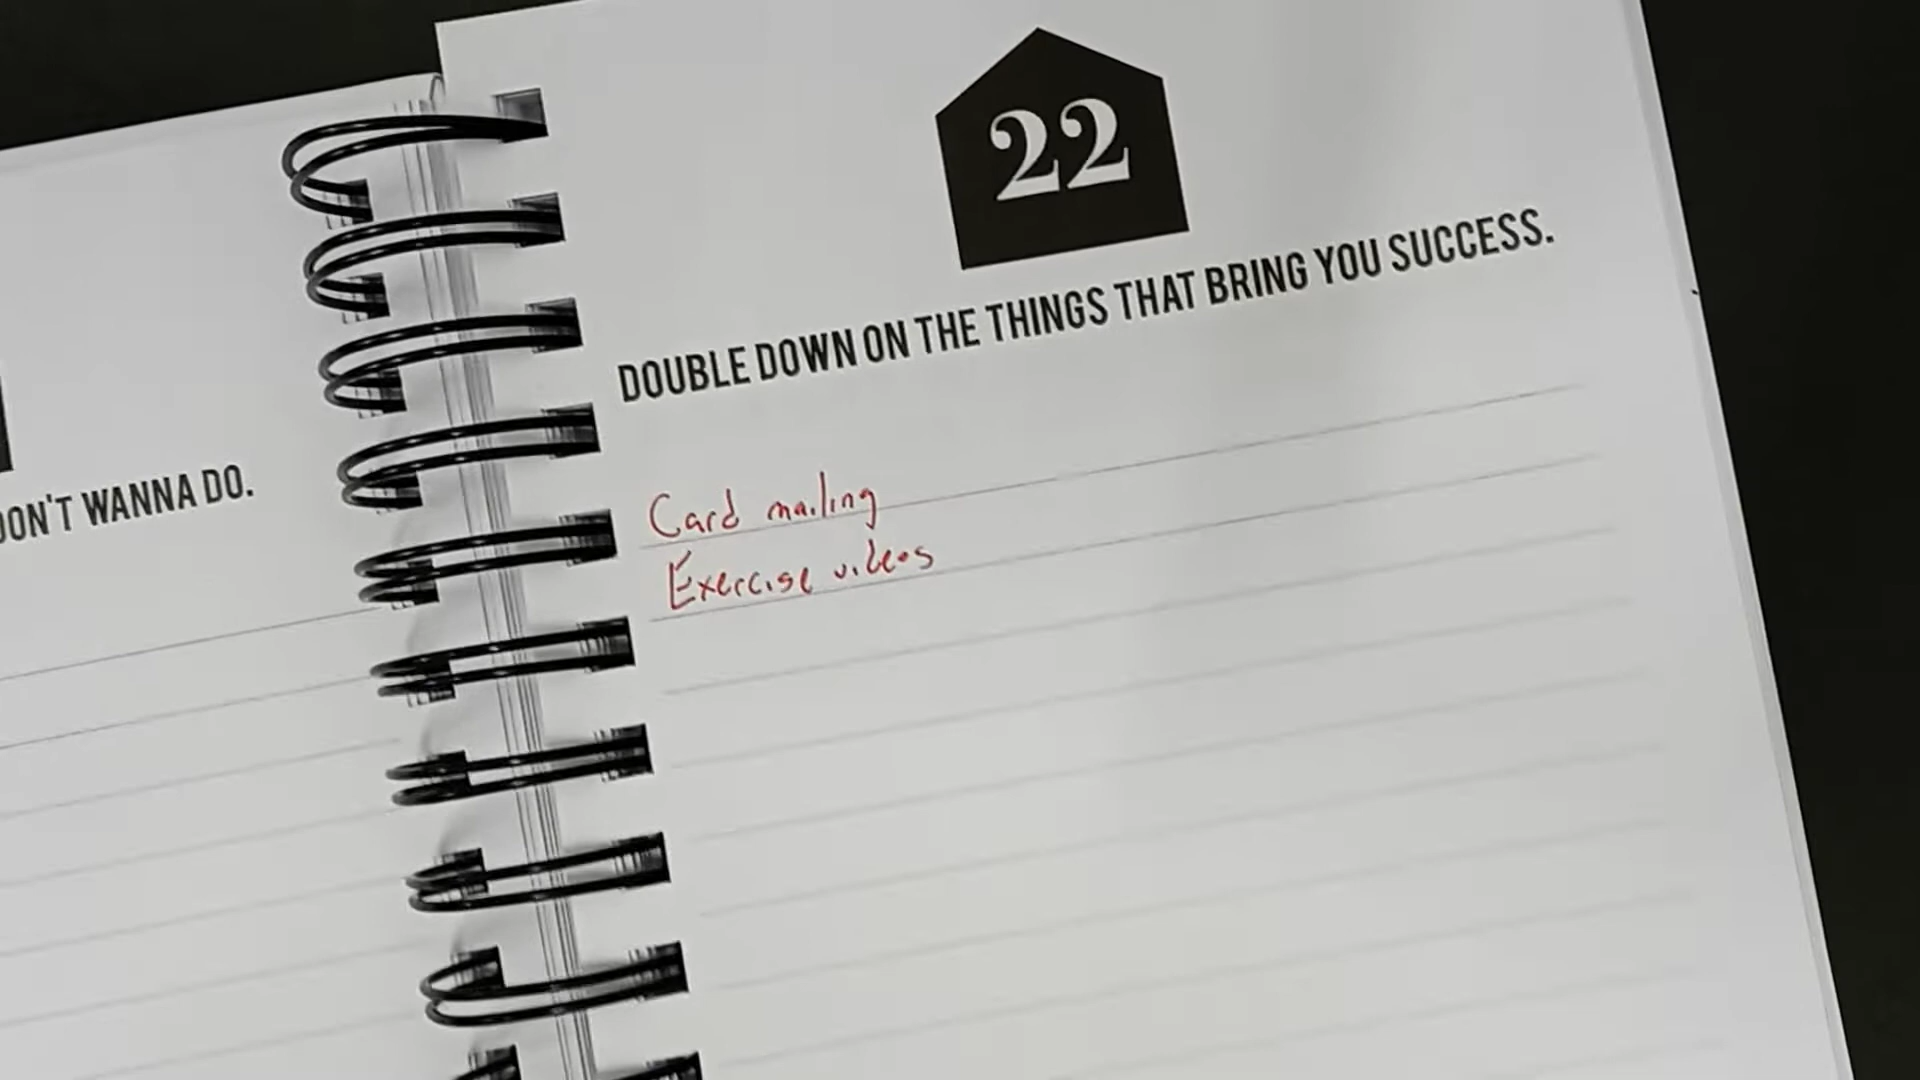 DON'T WANNA DO.
22
DOUBLE DOWN ON THE THINGS THAT BRING YOU SUCCESS.
Card mailing
Exercise videos